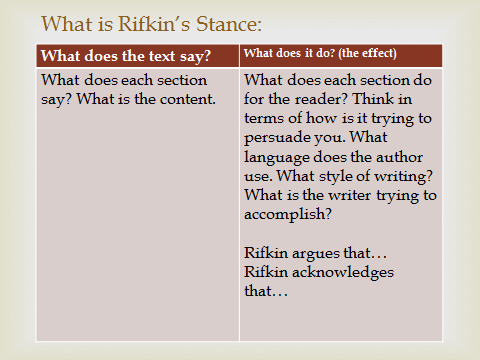 What is Rifkin's Stance:
What does the text say?
What does it do? (the effect)
What does each section
say? What is the content.
What does each section do
for the reader? Think in
terms of how is it trying to
persuade you. What
language does the author
use. What style of writing?
What is the writer trying to
accomplish?
Rifkin argues that…
Rifkin acknowledges
that…